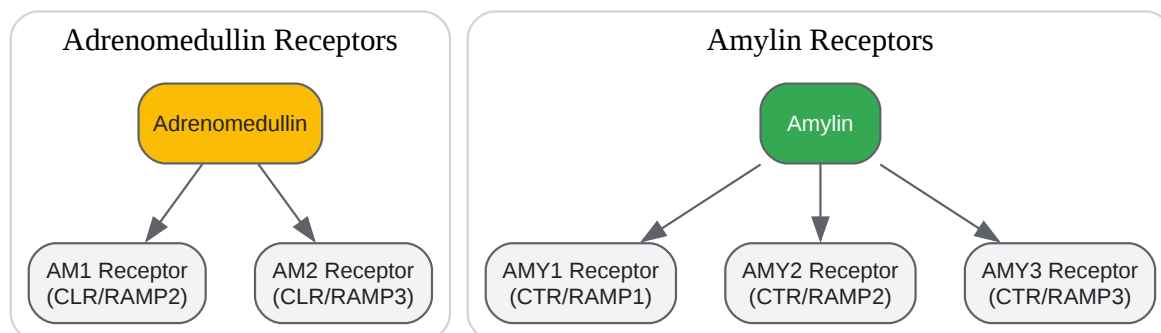 Adrenomedullin Receptors
Adrenomedullin
AM1 Receptor
(CLR/RAMP2)
AM2 Receptor
(CLR/RAMP3)
Amylin Receptors
Amylin
AMY1 Receptor
(CTR/RAMP1)
AMY2 Receptor
(CTR/RAMP2)
AMY3 Receptor
(CTR/RAMP3)